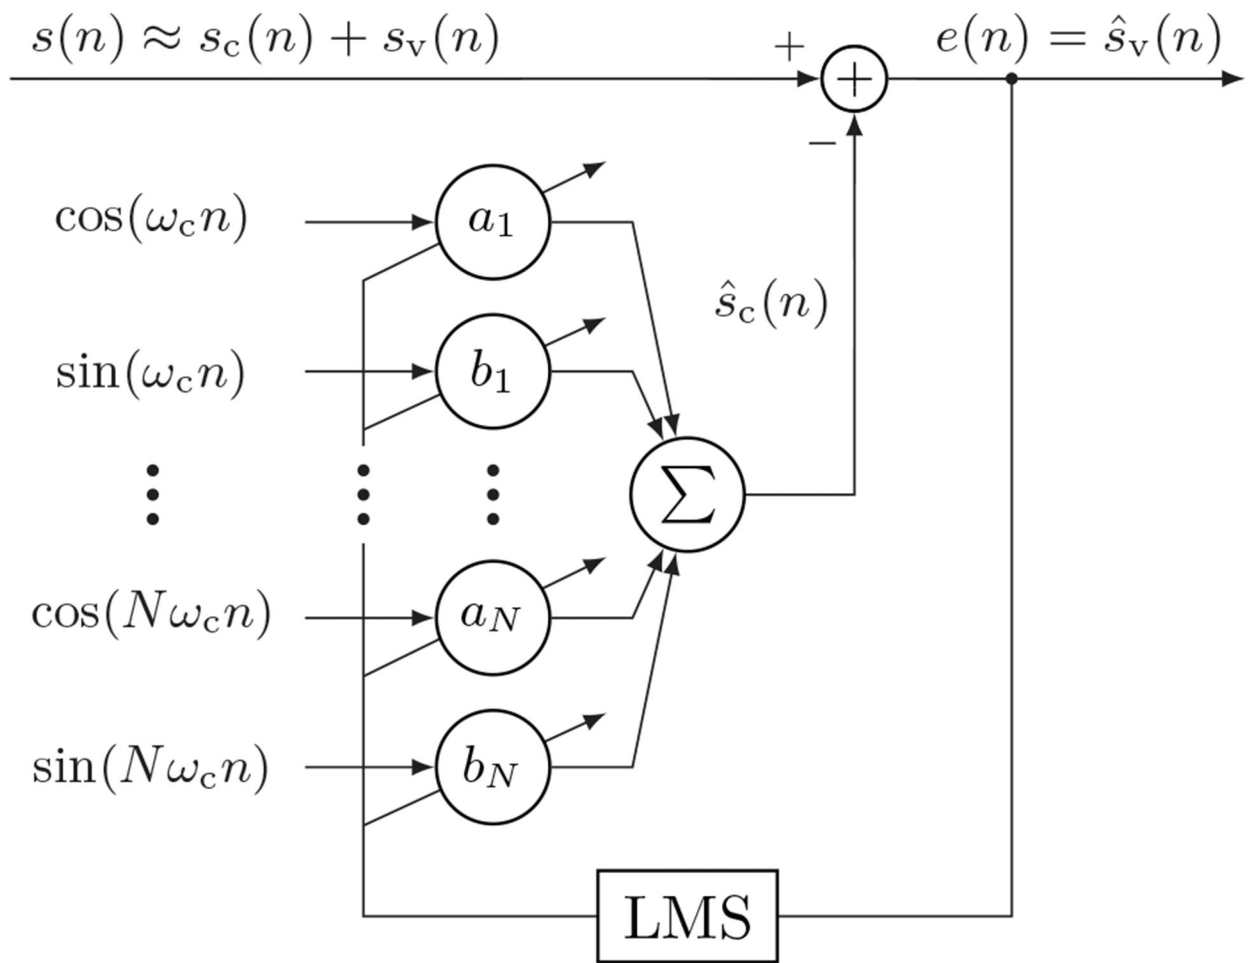 s(n) ≈ s_c(n) + s_v(n)
+
+
e(n) = ŝ_v(n)
−
cos(ω_c n)
a_1
ŝ_c(n)
sin(ω_c n)
b_1
∑
cos(Nω_c n)
a_N
sin(Nω_c n)
b_N
LMS